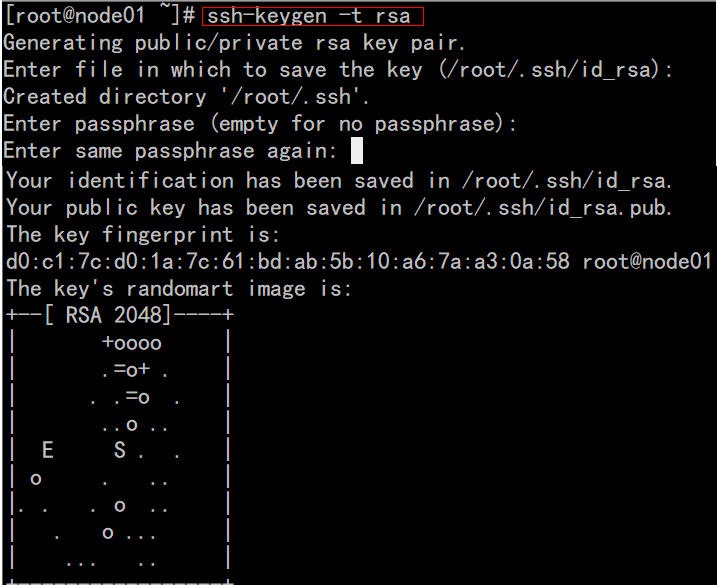 [root@node01 ~]# ssh-keygen -t rsa
Generating public/private rsa key pair.
Enter file in which to save the key (/root/.ssh/id_rsa):
Created directory '/root/.ssh'.
Enter passphrase (empty for no passphrase):
Enter same passphrase again:
Your identification has been saved in /root/.ssh/id_rsa.
Your public key has been saved in /root/.ssh/id_rsa.pub.
The key fingerprint is:
d0:c1:7c:d0:1a:7c:61:bd:ab:5b:10:a6:7a:a3:0a:58 root@node01
The key's randomart image is:
+--[ RSA 2048]----+
|       +oooo     |
|       .=o+ .    |
|      . .=o  .   |
|       ..o ..    |
|  E     S .  .   |
| o     .   ..    |
|. .   . o  ..    |
|   .   o ...     |
|    ...   ..     |
+-----------------+